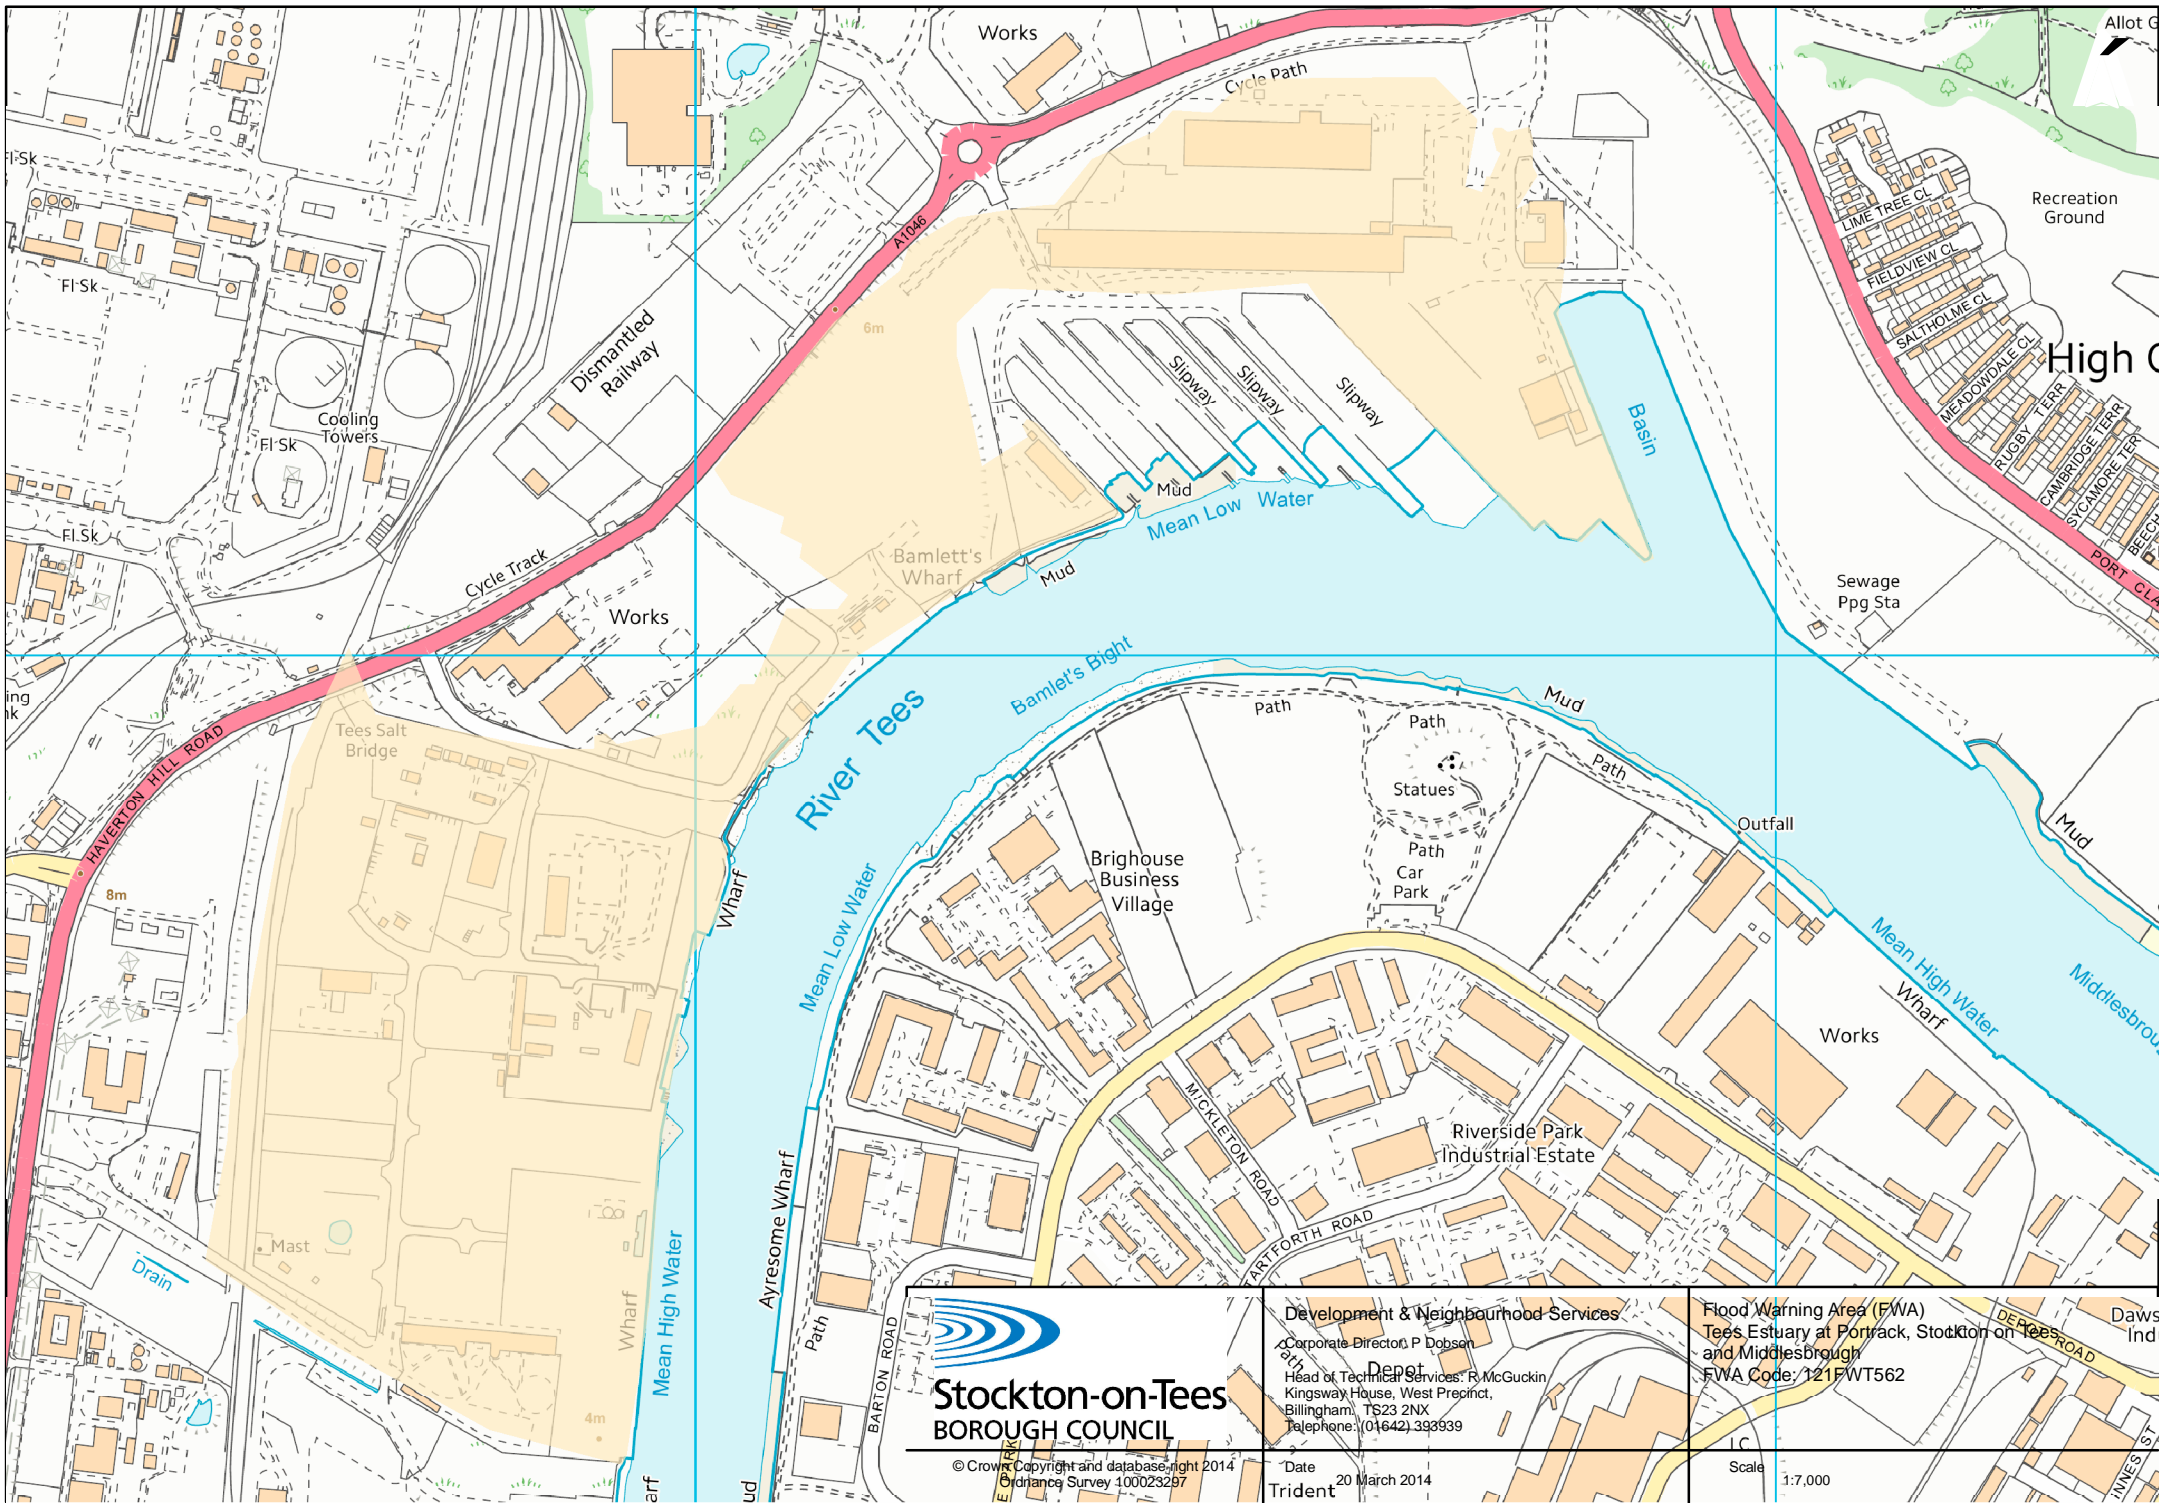 Works
Allot G
Cycle Path
Fl Sk
Recreation
Ground
LIME TREE CL
A1046
FIELDVIEW CL
Fl Sk
SALTHOLME CL
6m
Dismantled
Railway
High
MEADOWDALE CL
Slipway
Slipway
Slipway
RUGBY TERR
CAMBRIDGE TERR
SYCAMORE TER
BEECH
Cooling
Towers
Fl Sk
Basin
Mud
Mean Low Water
Fl Sk
Cycle Track
Bamlett's
Wharf
Mud
PORT CLA
Sewage
Ppg Sta
Works
Bamlet's Bight
River Tees
Path
Mud
Path
Statues
Path
Tees Salt
Bridge
HAVERTON HILL ROAD
8m
Outfall
Mud
Path
Car
Park
Brighouse
Business
Village
Wharf
Mean Low Water
Mean High Water
Wharf
Middlesbrou
Works
MICKLETON ROAD
Riverside Park
Industrial Estate
STARTFORTH ROAD
Ayresome Wharf
Mast
Drain
Wharf
Mean High Water
Path
BARTON ROAD
4m
Stockton-on-Tees
BOROUGH COUNCIL
© Crown Copyright and database right 2014
Ordnance Survey 100023297
Development & Neighbourhood Services
Corporate Director: P Dobson
Path
Depot
Head of Technical Services: R McGuckin
Kingsway House, West Precinct,
Billingham. TS23 2NX
Telephone: (01642) 393939
Date
20 March 2014
Trident
Flood Warning Area (FWA)
Tees Estuary at Portrack, Stockton on Tees
and Middlesbrough
FWA Code: 121FWT562
LC
Scale
1:7,000
DEPOT ROAD
Daws
Ind
INNES ST
E PARK
arf
ud